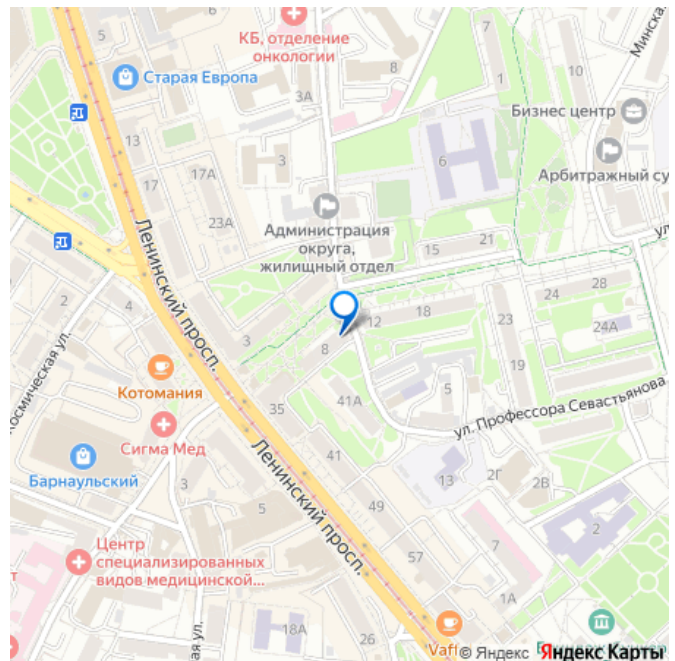 КБ, отделение
онкологии
5
8
7
1
10
Минска
Старая Европа
3А
Бизнес центр
13
17
17А
3
6
Арбитражный су
23А
Администрация
округа,
жилищный отдел
15
21
ул
Ленинский просп.
2
4
3
12
18
24
28
8
23
24А
Котомания
35
41А
5
19
ул. Профессора Севастьянова
Сигма Мед
Барнаульский
41
Ленинский просп.
13
2Г
2В
3
5
49
2
Центр
специализированных
видов медицинской...
57
7
1А
т
18А
26
ая ул.
Vafl
© Яндекс Яндекс Карты